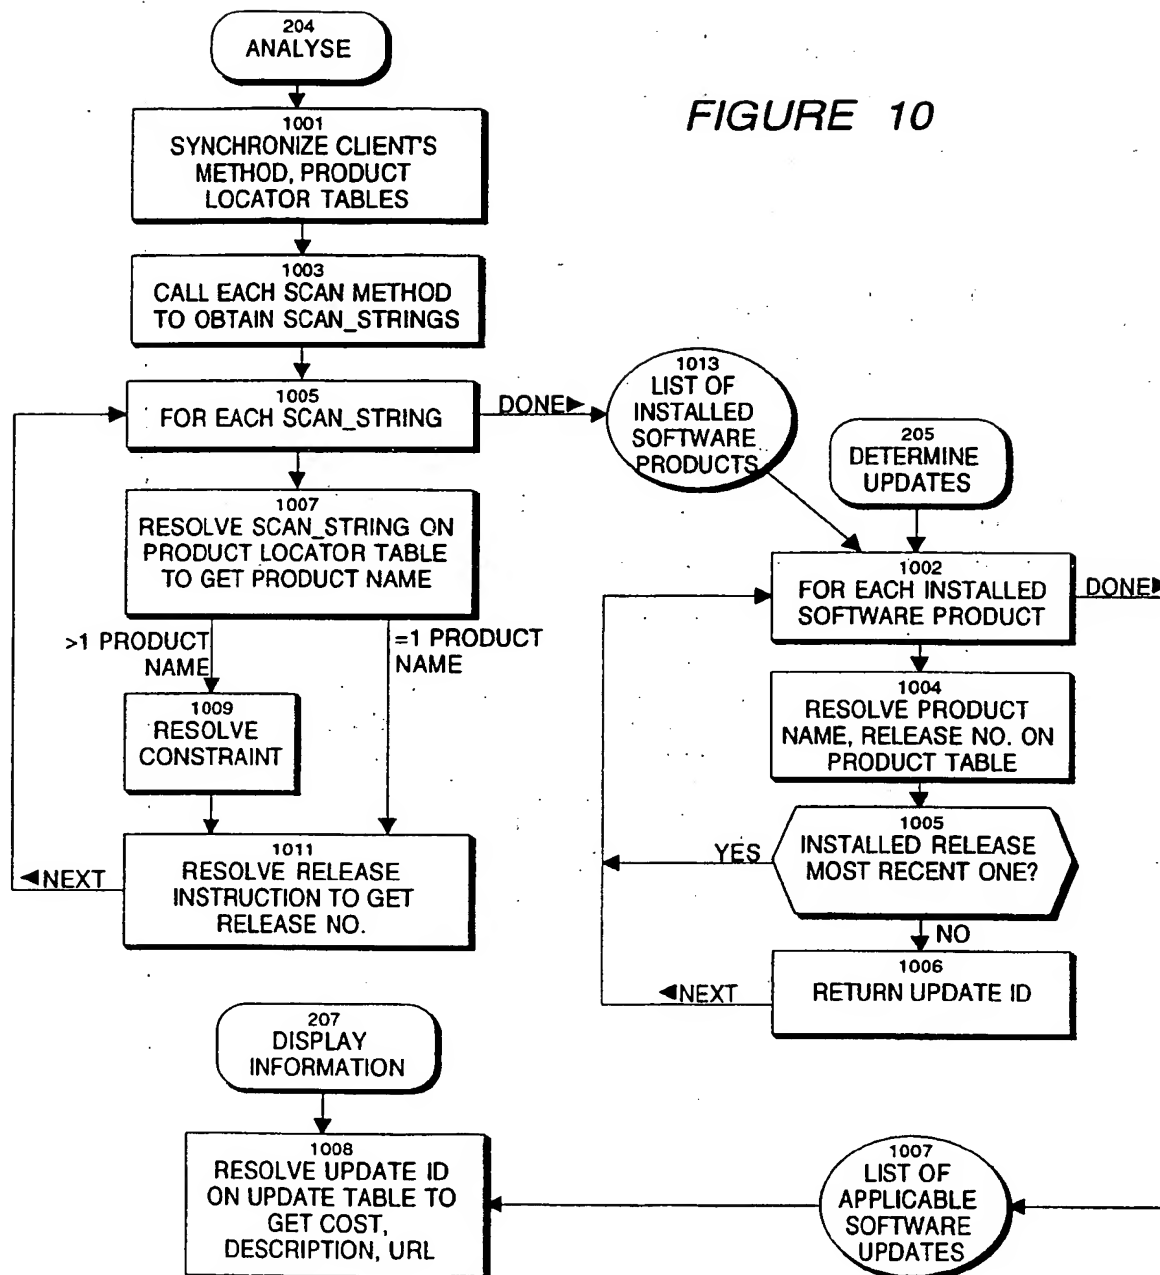 FIGURE 10
204
ANALYSE
1001
SYNCHRONIZE CLIENT'S
METHOD, PRODUCT
LOCATOR TABLES
1003
CALL EACH SCAN METHOD
TO OBTAIN SCAN_STRINGS
1005
FOR EACH SCAN_STRING
DONE
1007
RESOLVE SCAN_STRING ON
PRODUCT LOCATOR TABLE
TO GET PRODUCT NAME
>1 PRODUCT
NAME
=1 PRODUCT
NAME
1009
RESOLVE
CONSTRAINT
1011
RESOLVE RELEASE
INSTRUCTION TO GET
RELEASE NO.
NEXT
1013
LIST OF
INSTALLED
SOFTWARE
PRODUCTS
205
DETERMINE
UPDATES
1002
FOR EACH INSTALLED
SOFTWARE PRODUCT
DONE
1004
RESOLVE PRODUCT
NAME, RELEASE NO. ON
PRODUCT TABLE
1005
INSTALLED RELEASE
MOST RECENT ONE?
YES
NO
1006
RETURN UPDATE ID
NEXT
207
DISPLAY
INFORMATION
1008
RESOLVE UPDATE ID
ON UPDATE TABLE TO
GET COST,
DESCRIPTION, URL
1007
LIST OF
APPLICABLE
SOFTWARE
UPDATES